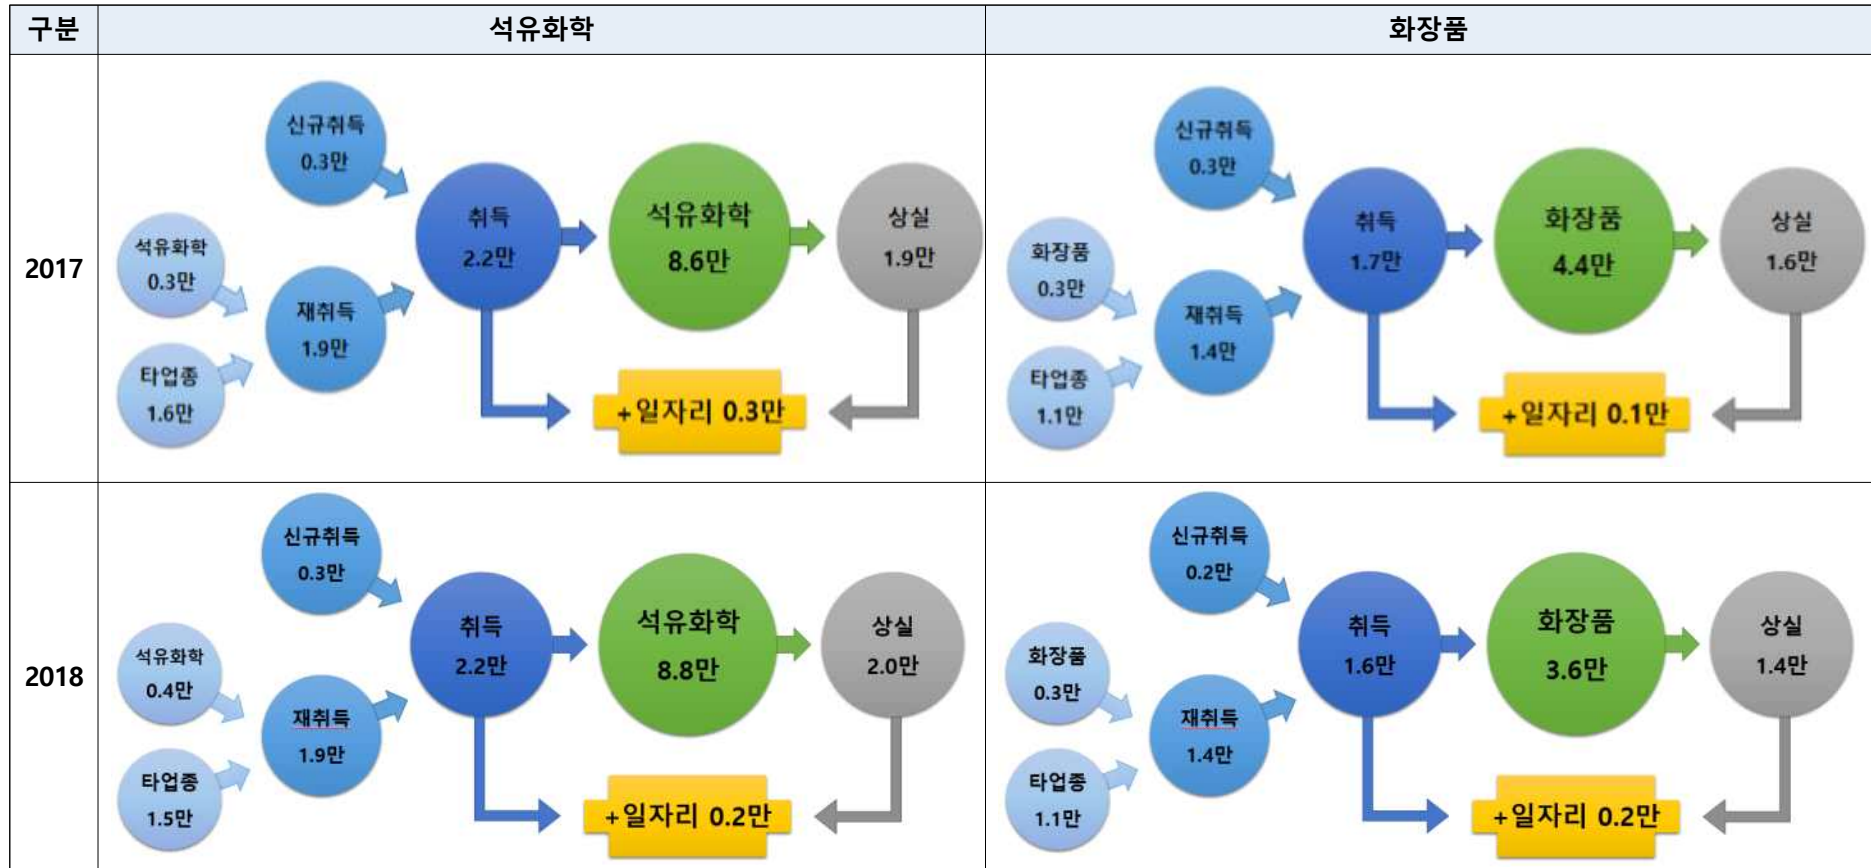 구분
석유화학
화장품
2017
신규취득
0.3만
석유화학
0.3만
타업종
1.6만
재취득
1.9만
취득
2.2만
석유화학
8.6만
상실
1.9만
+일자리 0.3만
신규취득
0.3만
화장품
0.3만
타업종
1.1만
재취득
1.4만
취득
1.7만
화장품
4.4만
상실
1.6만
+일자리 0.1만
2018
신규취득
0.3만
석유화학
0.4만
타업종
1.5만
재취득
1.9만
취득
2.2만
석유화학
8.8만
상실
2.0만
+일자리 0.2만
신규취득
0.2만
화장품
0.3만
타업종
1.1만
재취득
1.4만
취득
1.6만
화장품
3.6만
상실
1.4만
+일자리 0.2만